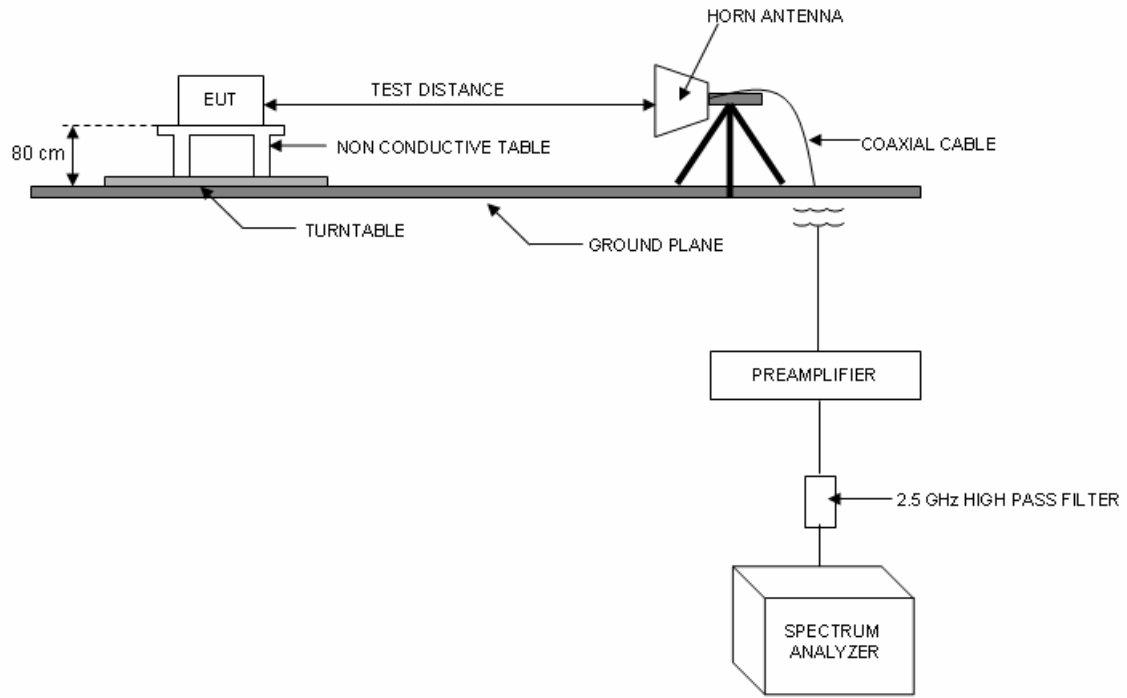 HORN ANTENNA
EUT
TEST DISTANCE
80 cm
NON CONDUCTIVE TABLE
COAXIAL CABLE
TURNTABLE
GROUND PLANE
PREAMPLIFIER
2.5 GHz HIGH PASS FILTER
SPECTRUM
ANALYZER